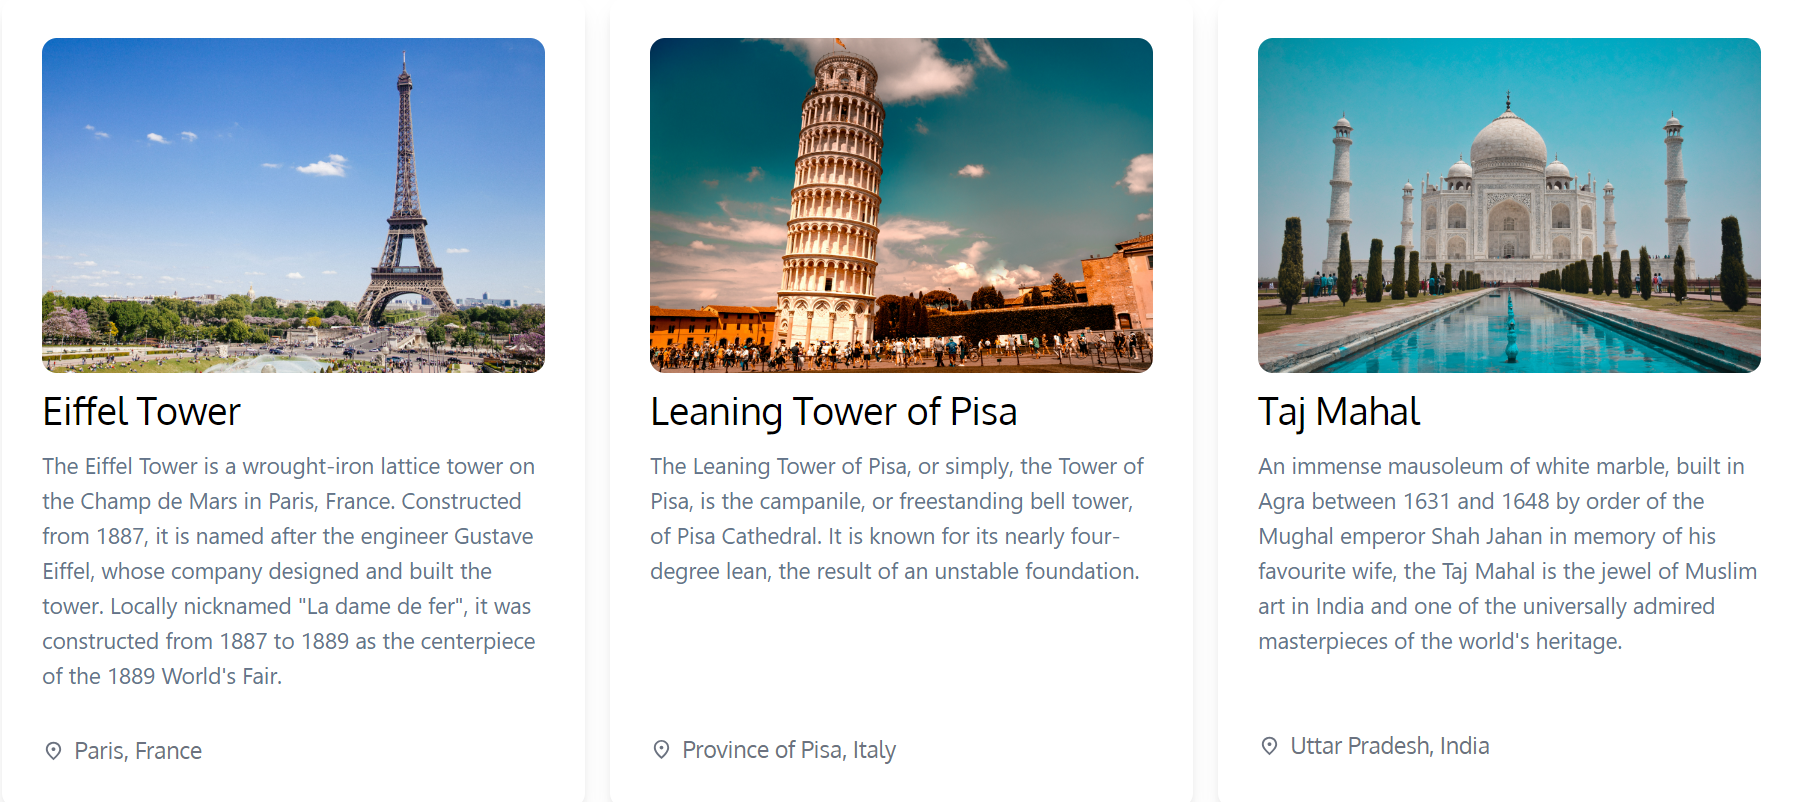 Eiffel Tower
The Eiffel Tower is a wrought-iron lattice tower on
the Champ de Mars in Paris, France. Constructed
from 1887, it is named after the engineer Gustave
Eiffel, whose company designed and built the
tower. Locally nicknamed "La dame de fer", it was
constructed from 1887 to 1889 as the centerpiece
of the 1889 World's Fair.
Paris, France
Leaning Tower of Pisa
The Leaning Tower of Pisa, or simply, the Tower of
Pisa, is the campanile, or freestanding bell tower,
of Pisa Cathedral. It is known for its nearly four-
degree lean, the result of an unstable foundation.
Province of Pisa, Italy
Taj Mahal
An immense mausoleum of white marble, built in
Agra between 1631 and 1648 by order of the
Mughal emperor Shah Jahan in memory of his
favourite wife, the Taj Mahal is the jewel of Muslim
art in India and one of the universally admired
masterpieces of the world's heritage.
Uttar Pradesh, India